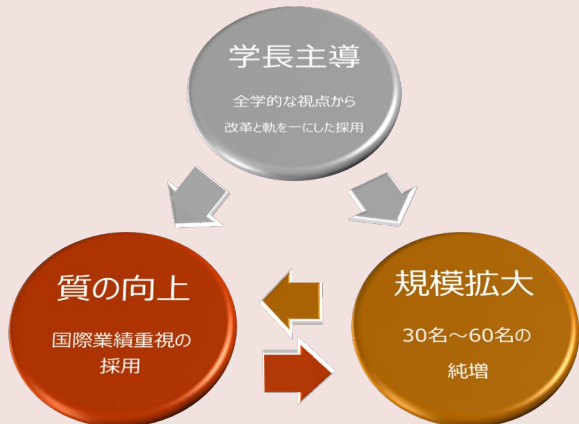 学長主導
全学的な視点から
改革と軌を一にした採用
質の向上
国際業績重視の
採用
規模拡大
30名～60名の
純増